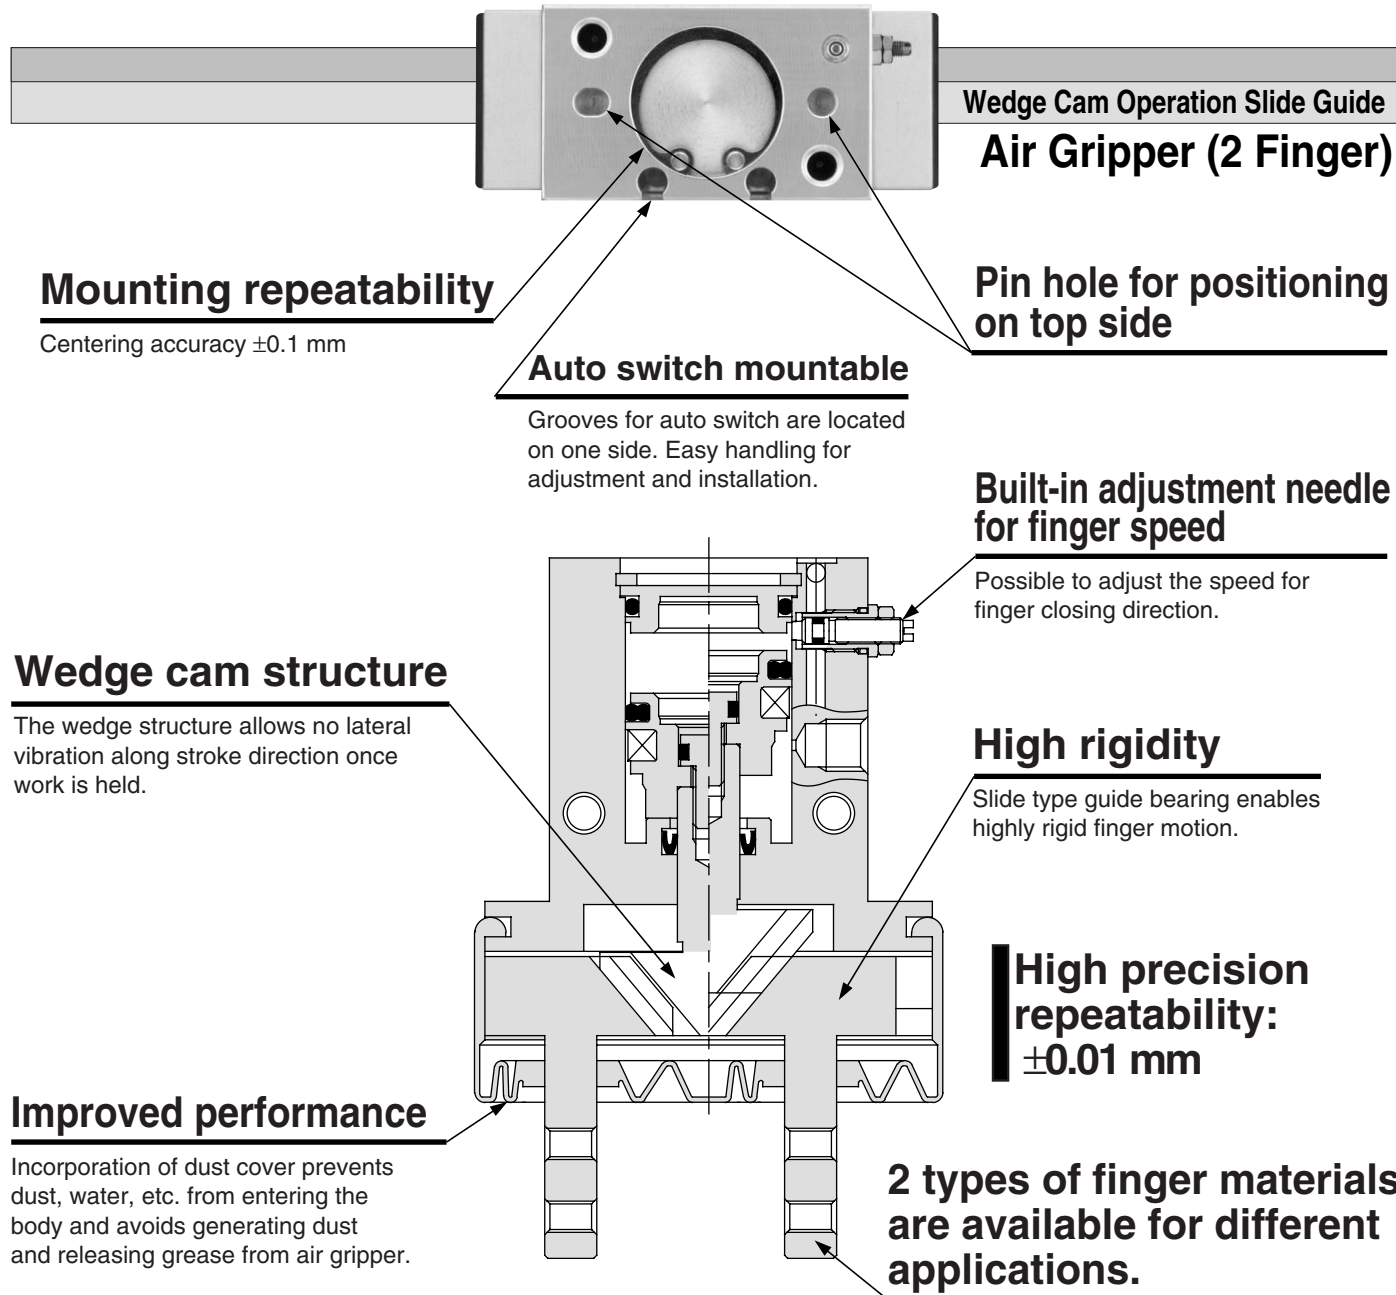 Wedge Cam Operation Slide Guide
Air Gripper (2 Finger)
Mounting repeatability
Centering accuracy ±0.1 mm
Pin hole for positioning
on top side
Auto switch mountable
Grooves for auto switch are located
on one side. Easy handling for
adjustment and installation.
Built-in adjustment needle
for finger speed
Possible to adjust the speed for
finger closing direction.
Wedge cam structure
The wedge structure allows no lateral
vibration along stroke direction once
work is held.
High rigidity
Slide type guide bearing enables
highly rigid finger motion.
High precision
repeatability:
±0.01 mm
Improved performance
Incorporation of dust cover prevents
dust, water, etc. from entering the
body and avoids generating dust
and releasing grease from air gripper.
2 types of finger materials
are available for different
applications.